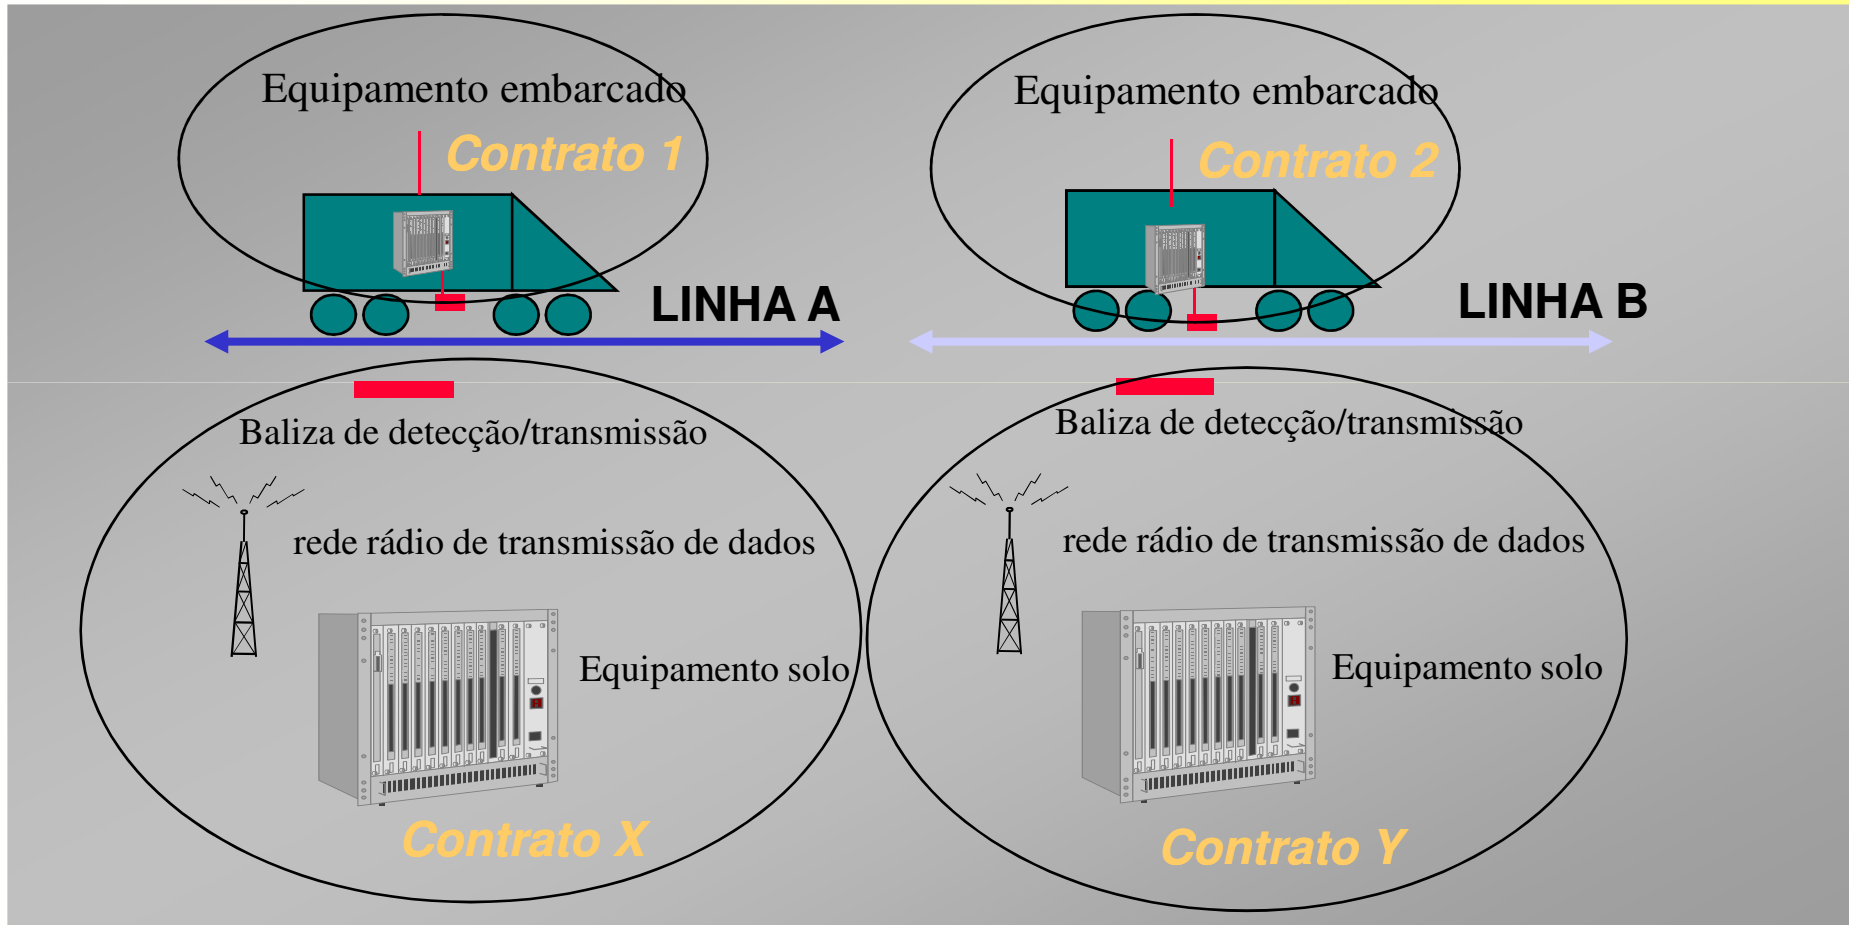 Equipamento embarcado
Contrato 1
LINHA A
Baliza de detecção/transmissão
rede rádio de transmissão de dados
Equipamento solo
Contrato X
Equipamento embarcado
Contrato 2
LINHA B
Baliza de detecção/transmissão
rede rádio de transmissão de dados
Equipamento solo
Contrato Y